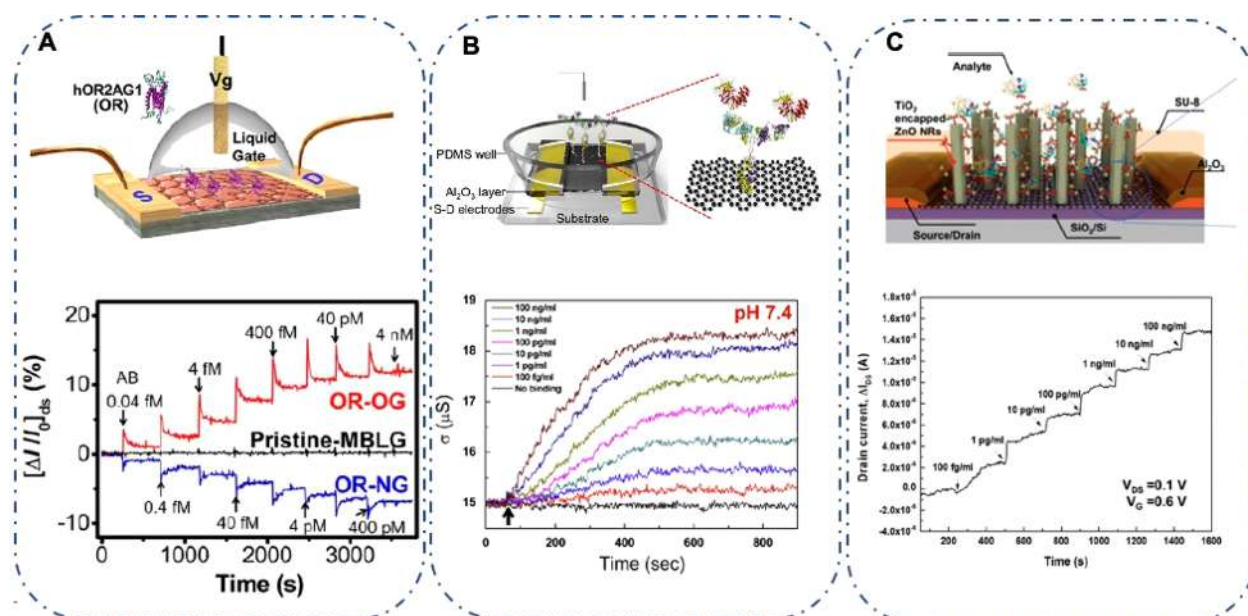 A
hOR2AG1
(OR)
Vg
Liquid
Gate
S
D
20
10
0
-10
[ΔI/I₀]ds (%)
AB
0.04 fM
4 fM
400 fM
40 pM
4 nM
OR-OG
Pristine-MBLG
OR-NG
0.4 fM
40 fM
4 pM
400 pM
0
1000
2000
3000
Time (s)
B
PDMS well
Al₂O₃ layer
S-D electrodes
Substrate
19
18
17
16
15
14
σ (μS)
100 ng/ml
10 ng/ml
1 ng/ml
100 pg/ml
10 pg/ml
1 pg/ml
100 fg/ml
No binding
pH 7.4
0
200
400
600
800
Time (sec)
C
Analyte
TiO₂
encapped
ZnO NRs
SU-8
Al₂O₃
Source/Drain
SiO₂/Si
Drain current, ΔI_DS (A)
0.0
100 fg/ml
1 pg/ml
10 pg/ml
100 pg/ml
1 ng/ml
10 ng/ml
100 ng/ml
V_DS =0.1 V
V_G =0.6 V
200
400
600
800
1000
1200
1400
1600
Time (s)